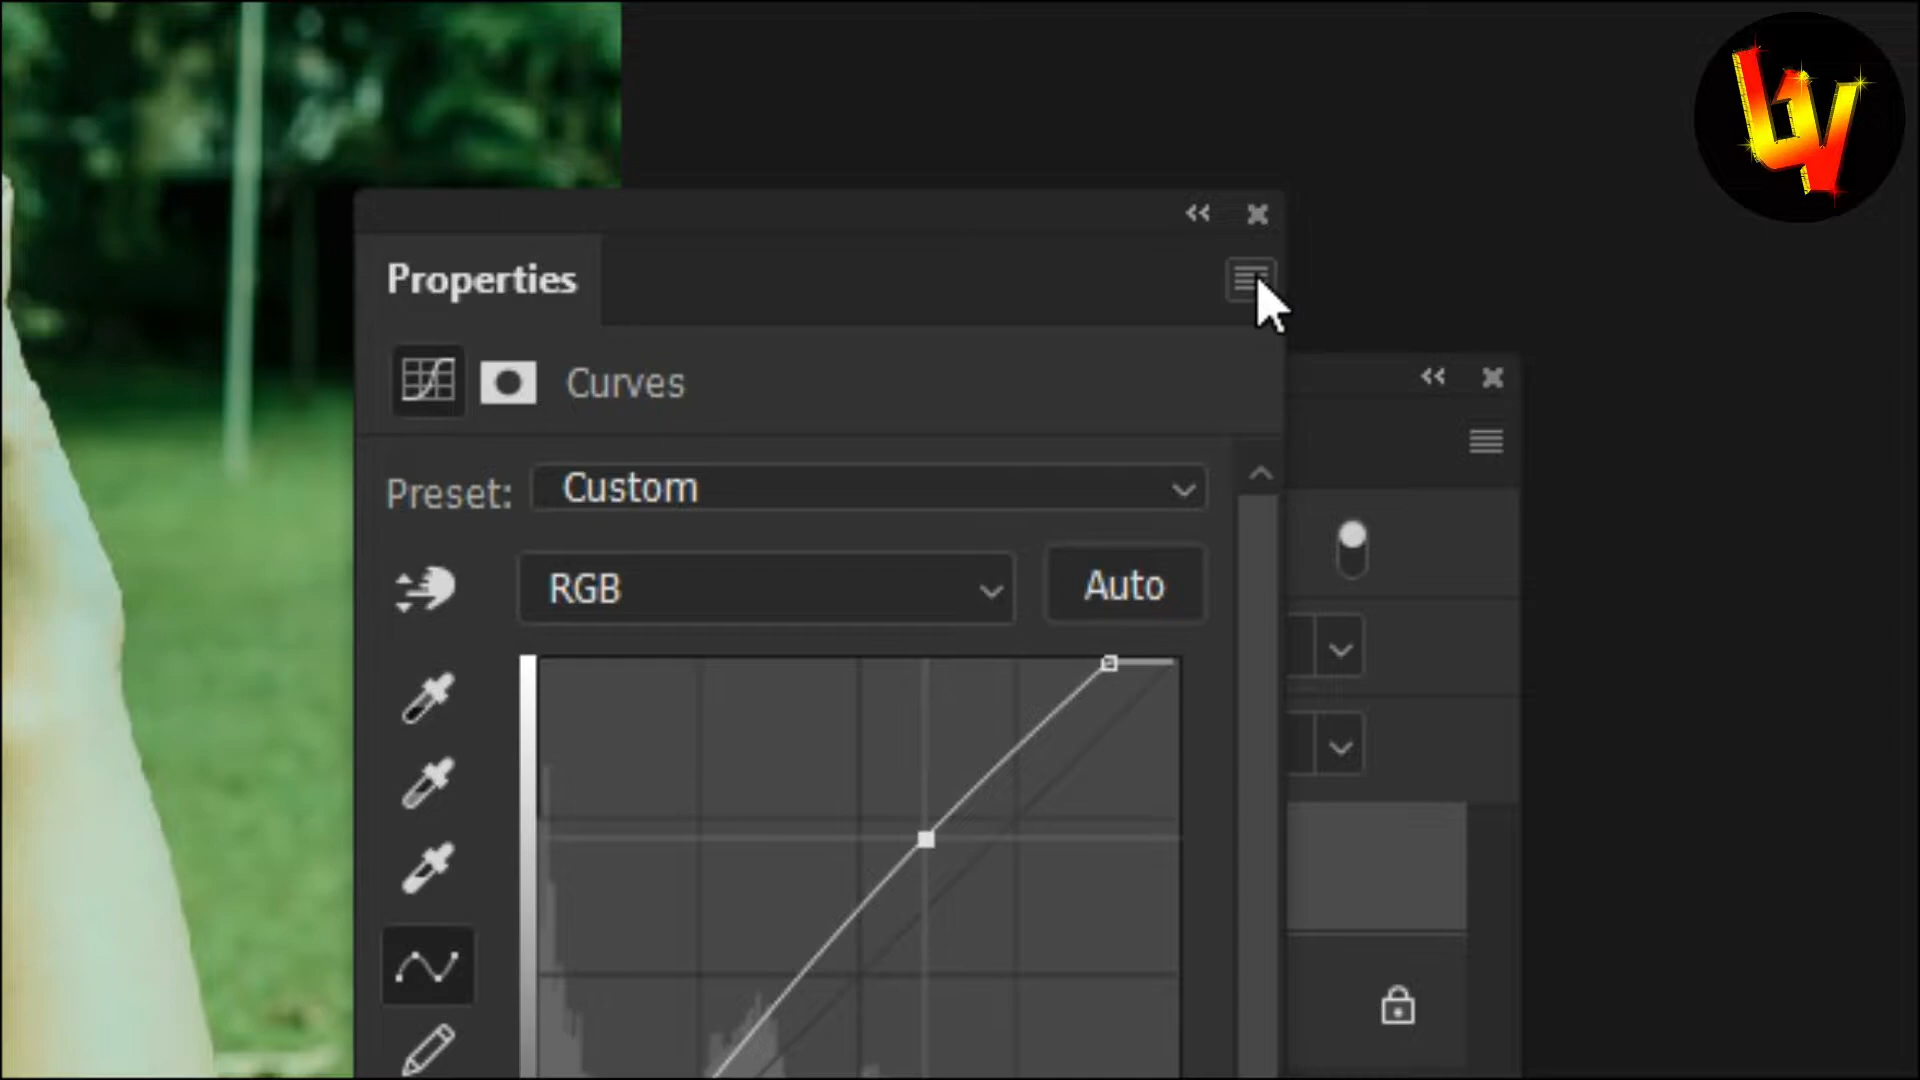 Properties
Curves
Preset: Custom
RGB
Auto